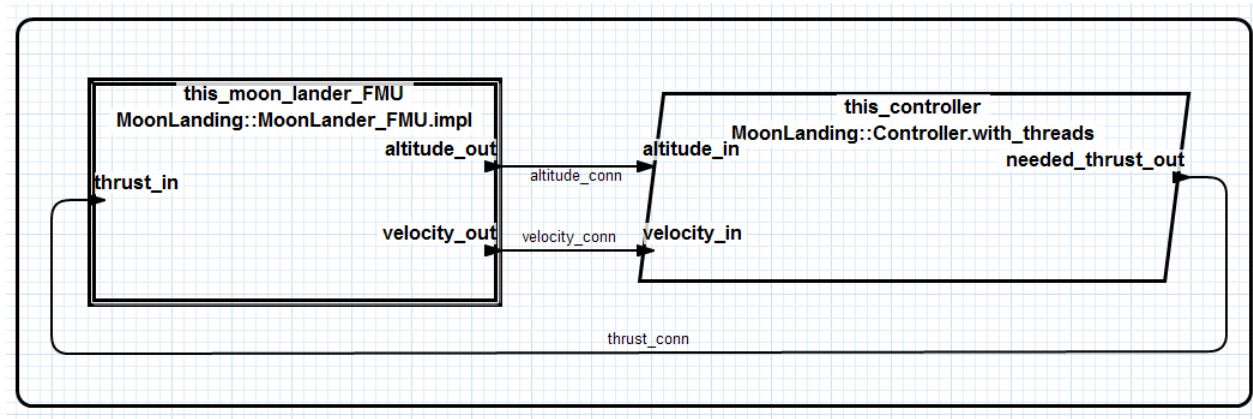 this_moon_lander_FMU
MoonLanding::MoonLander_FMU.impl
altitude_out
thrust_in
velocity_out
altitude_conn
velocity_conn
this_controller
MoonLanding::Controller.with_threads
altitude_in
needed_thrust_out
velocity_in
thrust_conn